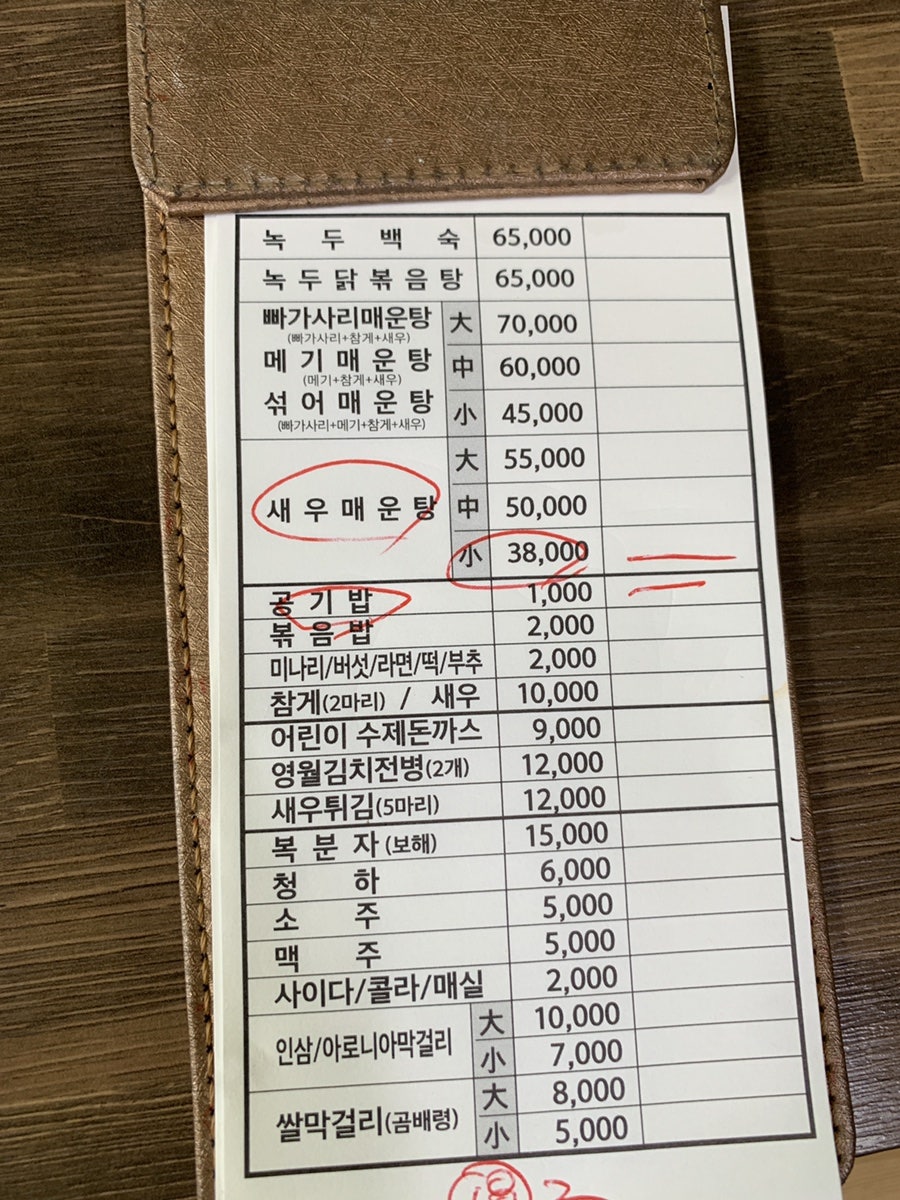 녹 두 백 숙 65,000
녹 두 닭 볶 음 탕 65,000
빠가사리매운탕 大 70,000
(빠가사리+참게+새우)
메 기 매 운 탕 中 60,000
(메기+참게+새우)
섞 어 매 운 탕 小 45,000
(빠가사리+메기+참게+새우)
大 55,000
새 우 매 운 탕 中 50,000
小 38,000
공 기 밥 1,000
볶 음 밥 2,000
미나리/버섯/라면/떡/부추 2,000
참게(2마리) / 새우 10,000
어린이 수제돈까스 9,000
영월김치전병(2개) 12,000
새우튀김(5마리) 12,000
복 분 자 (보해) 15,000
청 하 6,000
소 주 5,000
맥 주 5,000
사이다/콜라/매실 2,000
인삼/아로니아막걸리 大 10,000
小 7,000
쌀막걸리(곰배령) 大 8,000
小 5,000